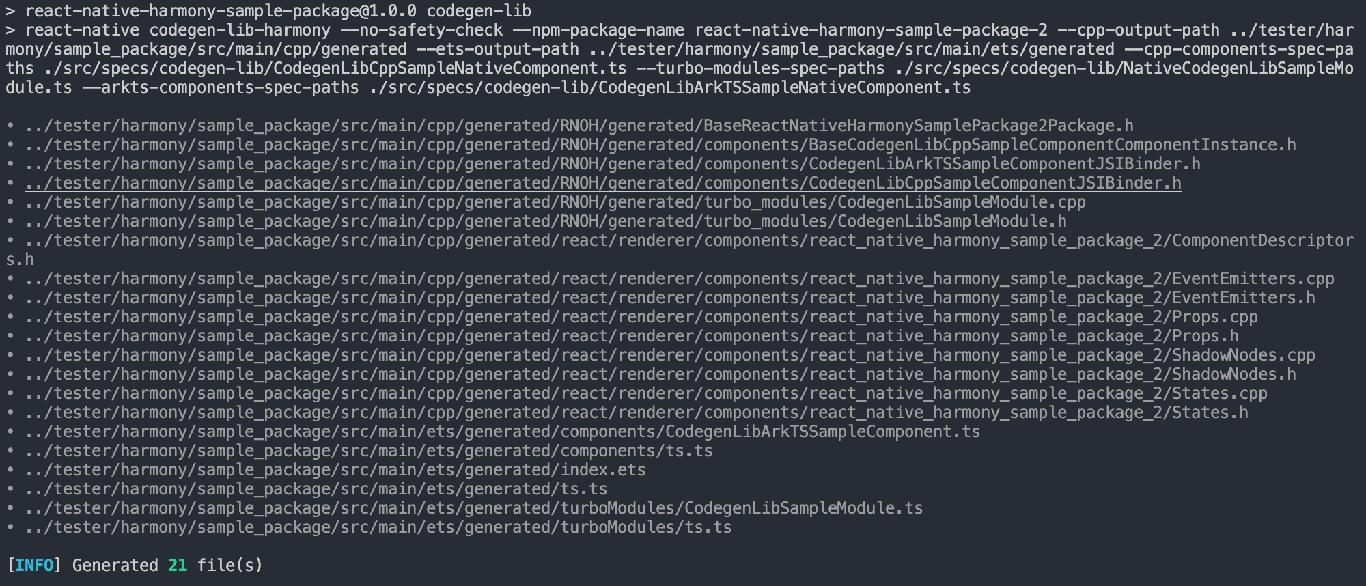 > react-native-harmony-sample-package@1.0.0 codegen-lib
> react-native codegen-lib-harmony --no-safety-check --npm-package-name react-native-harmony-sample-package-2 --cpp-output-path ../tester/har
mony/sample_package/src/main/cpp/generated --ets-output-path ../tester/harmony/sample_package/src/main/ets/generated --cpp-components-spec-pa
ths ./src/specs/codegen-lib/CodegenLibCppSampleNativeComponent.ts --turbo-modules-spec-paths ./src/specs/codegen-lib/NativeCodegenLibSampleMo
dule.ts --arkts-components-spec-paths ./src/specs/codegen-lib/CodegenLibArkTSSampleNativeComponent.ts
• ../tester/harmony/sample_package/src/main/cpp/generated/RNOH/generated/BaseReactNativeHarmonySamplePackage2Package.h
• ../tester/harmony/sample_package/src/main/cpp/generated/RNOH/generated/components/BaseCodegenLibCppSampleComponentComponentInstance.h
• ../tester/harmony/sample_package/src/main/cpp/generated/RNOH/generated/components/CodegenLibArkTSSampleComponentJSIBinder.h
• ../tester/harmony/sample_package/src/main/cpp/generated/RNOH/generated/components/CodegenLibCppSampleComponentJSIBinder.h
• ../tester/harmony/sample_package/src/main/cpp/generated/RNOH/generated/turbo_modules/CodegenLibSampleModule.cpp
• ../tester/harmony/sample_package/src/main/cpp/generated/RNOH/generated/turbo_modules/CodegenLibSampleModule.h
• ../tester/harmony/sample_package/src/main/cpp/generated/react/renderer/components/react_native_harmony_sample_package_2/ComponentDescriptor
s.h
• ../tester/harmony/sample_package/src/main/cpp/generated/react/renderer/components/react_native_harmony_sample_package_2/EventEmitters.cpp
• ../tester/harmony/sample_package/src/main/cpp/generated/react/renderer/components/react_native_harmony_sample_package_2/EventEmitters.h
• ../tester/harmony/sample_package/src/main/cpp/generated/react/renderer/components/react_native_harmony_sample_package_2/Props.cpp
• ../tester/harmony/sample_package/src/main/cpp/generated/react/renderer/components/react_native_harmony_sample_package_2/Props.h
• ../tester/harmony/sample_package/src/main/cpp/generated/react/renderer/components/react_native_harmony_sample_package_2/ShadowNodes.cpp
• ../tester/harmony/sample_package/src/main/cpp/generated/react/renderer/components/react_native_harmony_sample_package_2/ShadowNodes.h
• ../tester/harmony/sample_package/src/main/cpp/generated/react/renderer/components/react_native_harmony_sample_package_2/States.cpp
• ../tester/harmony/sample_package/src/main/cpp/generated/react/renderer/components/react_native_harmony_sample_package_2/States.h
• ../tester/harmony/sample_package/src/main/ets/generated/components/CodegenLibArkTSSampleComponent.ts
• ../tester/harmony/sample_package/src/main/ets/generated/components/ts.ts
• ../tester/harmony/sample_package/src/main/ets/generated/index.ets
• ../tester/harmony/sample_package/src/main/ets/generated/ts.ts
• ../tester/harmony/sample_package/src/main/ets/generated/turboModules/CodegenLibSampleModule.ts
• ../tester/harmony/sample_package/src/main/ets/generated/turboModules/ts.ts
[INFO] Generated 21 file(s)